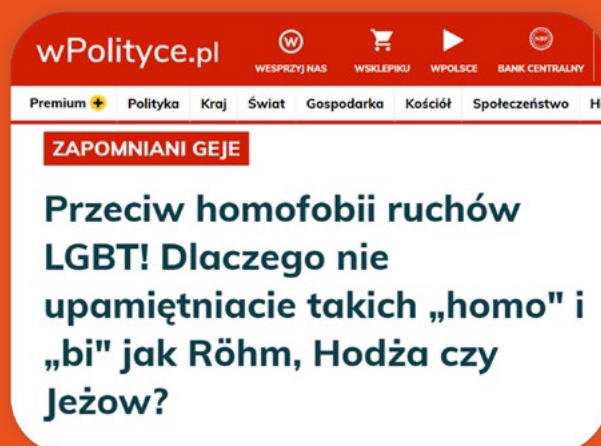 wPolityce.pl
WESPRZYJ NAS WSKLEPIKU WPOLSCE BANK CENTRALNY
Premium + Polityka Kraj Świat Gospodarka Kościół Społeczeństwo
ZAPOMNIANI GEJE
Przeciw homofobii ruchów
LGBT! Dlaczego nie
upamiętniacie takich „homo" i
„bi" jak Röhm, Hodża czy
Jeżow?